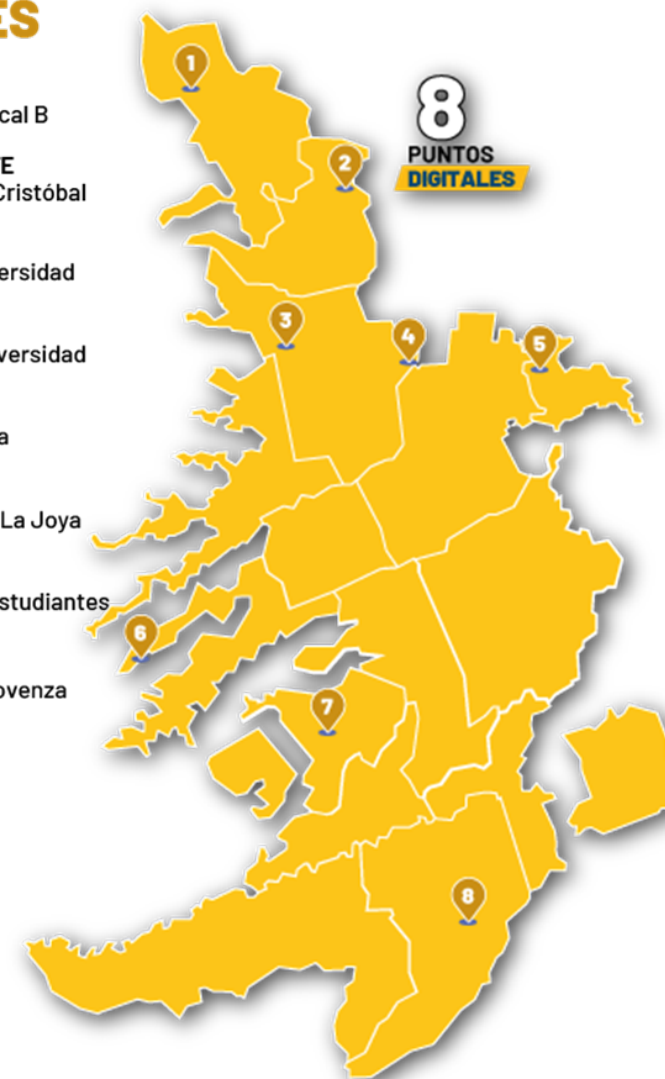 ES
cal B
TE
Cristóbal
ersidad
versidad
a
La Joya
studiantes
ovenza
8
PUNTOS
DIGITALES
1
2
3
4
5
6
7
8